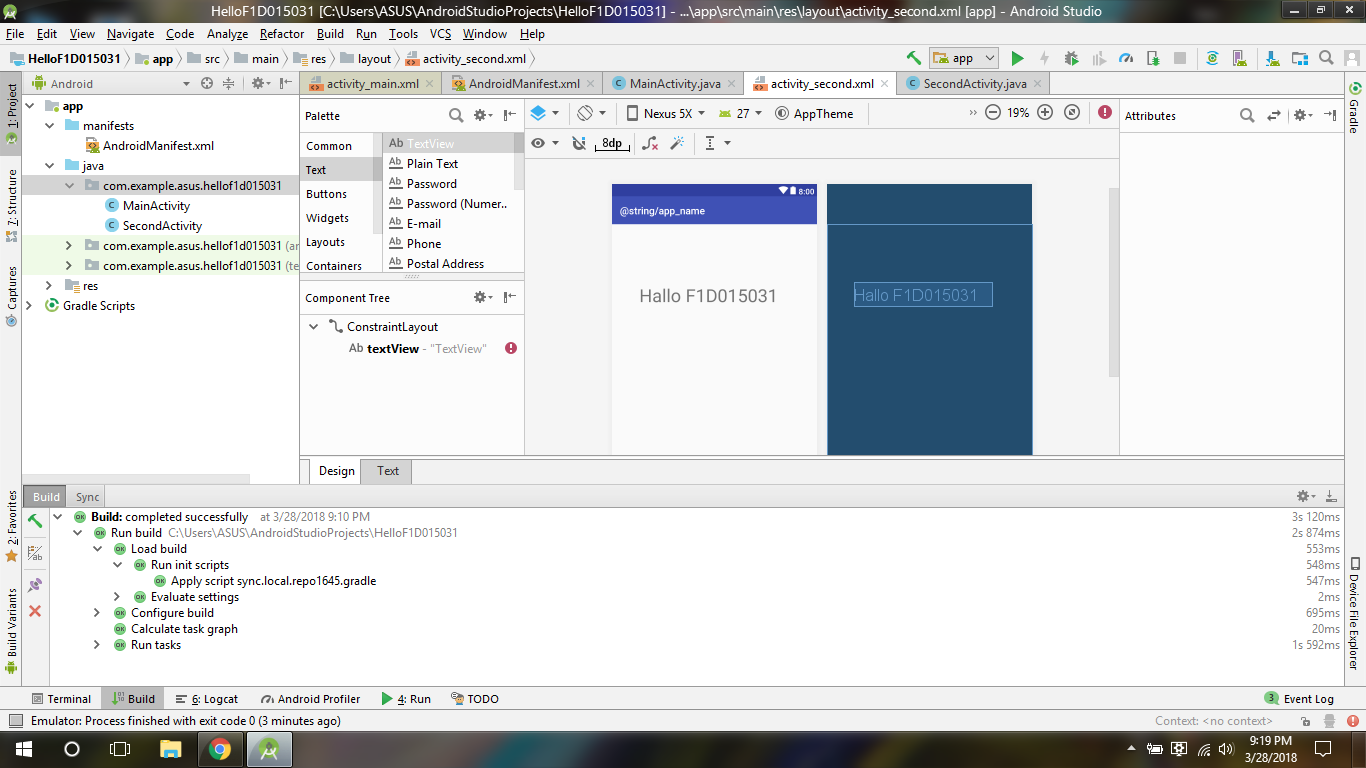 HelloF1D015031 [C:\Users\ASUS\AndroidStudioProjects\HelloF1D015031] - ...\app\src\main\res\layout\activity_second.xml [app] - Android Studio
File Edit View Navigate Code Analyze Refactor Build Run Tools VCS Window Help
HelloF1D015031 app src main res layout activity_second.xml app
1: Project
7: Structure
Captures
2: Favorites
Build Variants
Android
app
manifests
AndroidManifest.xml
java
com.example.asus.hellof1d015031
MainActivity
SecondActivity
com.example.asus.hellof1d015031 (an
com.example.asus.hellof1d015031 (te
res
Gradle Scripts
activity_main.xml AndroidManifest.xml MainActivity.java activity_second.xml SecondActivity.java
Palette
Common
Text
Buttons
Widgets
Layouts
Containers
Ab TextView
Ab Plain Text
Ab Password
Ab Password (Numer..
Ab E-mail
Ab Phone
Ab Postal Address
Component Tree
ConstraintLayout
Ab textView - "TextView"
Nexus 5X 27 AppTheme 19%
8dp
8:00
@string/app_name
Hallo F1D015031
Hallo F1D015031
Attributes
Gradle
Device File Explorer
Design Text
Build Sync
Build: completed successfully at 3/28/2018 9:10 PM 3s 120ms
Run build C:\Users\ASUS\AndroidStudioProjects\HelloF1D015031 2s 874ms
Load build 553ms
Run init scripts 548ms
Apply script sync.local.repo1645.gradle 547ms
Evaluate settings 2ms
Configure build 695ms
Calculate task graph 20ms
Run tasks 1s 592ms
Terminal Build 6: Logcat Android Profiler 4: Run TODO 3 Event Log
Emulator: Process finished with exit code 0 (3 minutes ago) Context: <no context>
9:19 PM
3/28/2018